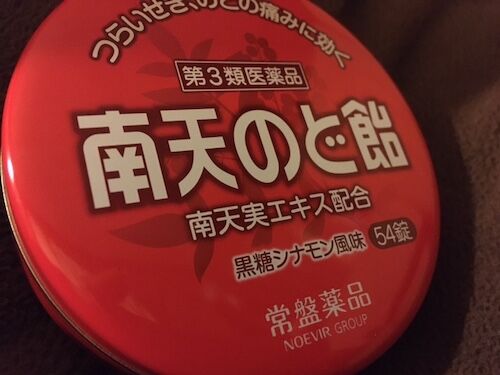 つらいせき、のどの痛みに効く
第3類医薬品
南天のど飴
南天実エキス配合
黒糖シナモン風味 54錠
常盤薬品
NOEVIR GROUP